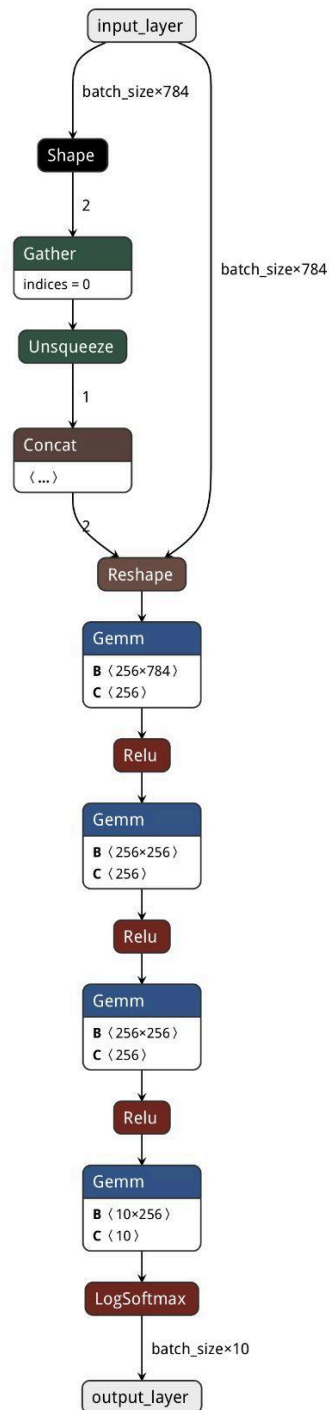 input_layer
batch_size×784
Shape
2
Gather
indices = 0
batch_size×784
Unsqueeze
1
Concat
⟨...⟩
2
Reshape
Gemm
B ⟨256×784⟩
C ⟨256⟩
Relu
Gemm
B ⟨256×256⟩
C ⟨256⟩
Relu
Gemm
B ⟨256×256⟩
C ⟨256⟩
Relu
Gemm
B ⟨10×256⟩
C ⟨10⟩
LogSoftmax
batch_size×10
output_layer